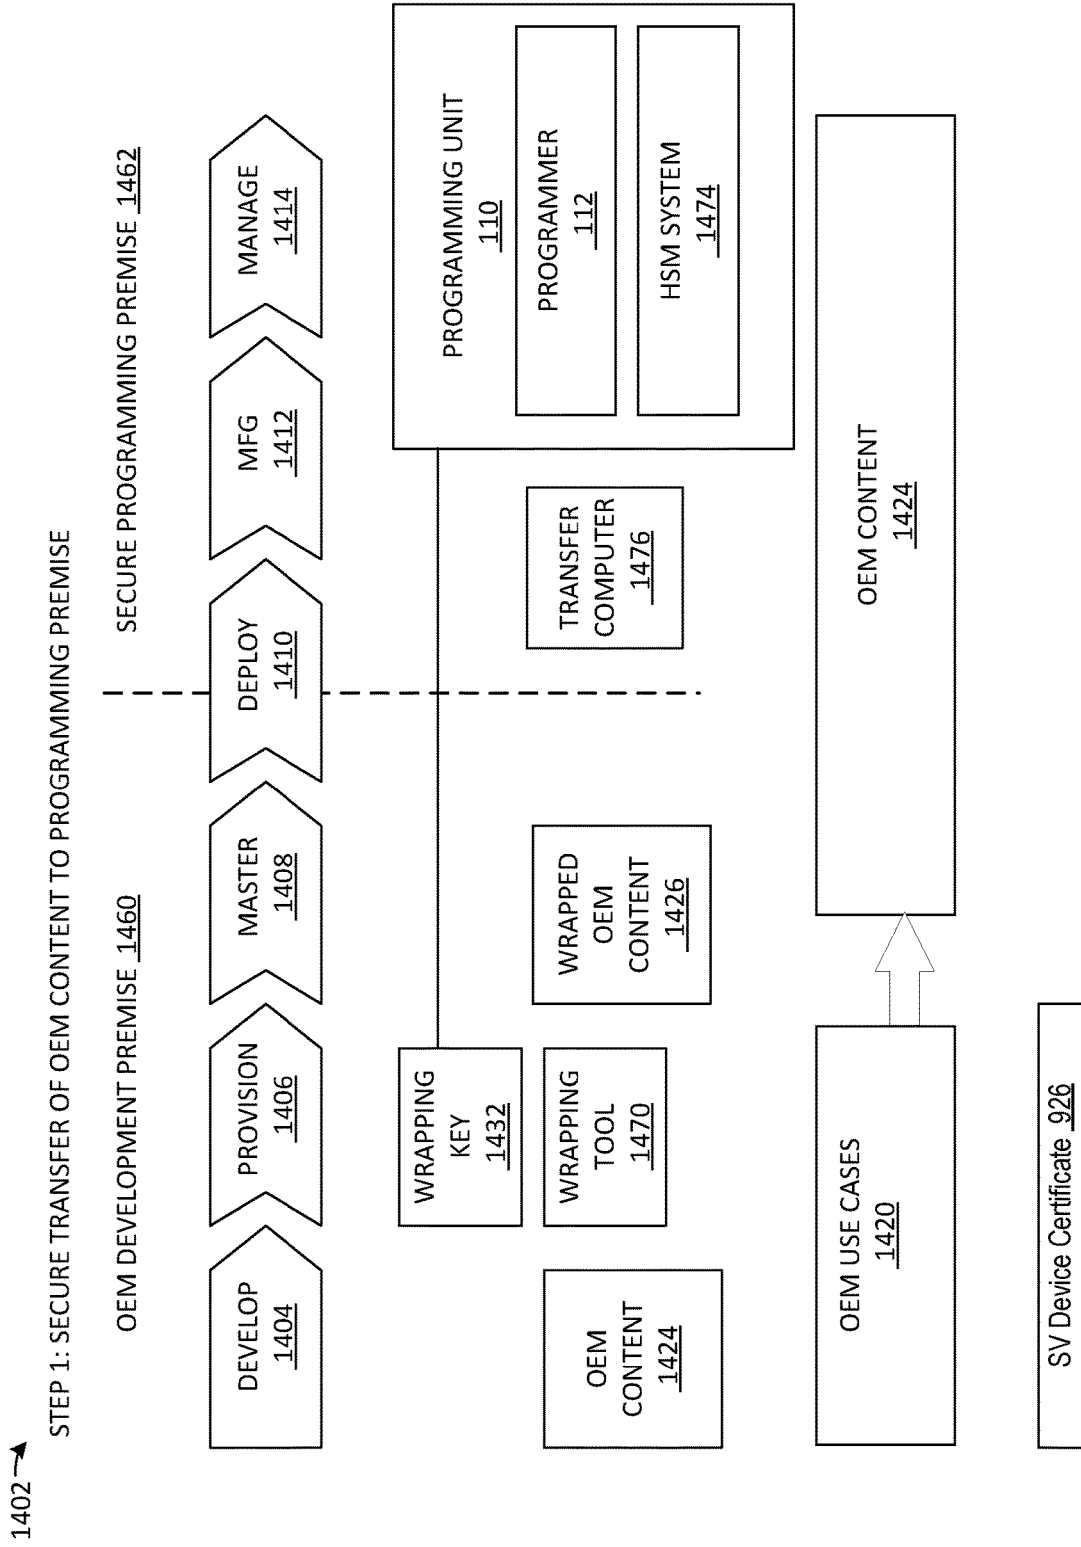 1402
STEP 1: SECURE TRANSFER OF OEM CONTENT TO PROGRAMMING PREMISE
OEM DEVELOPMENT PREMISE 1460
SECURE PROGRAMMING PREMISE 1462
DEVELOP
1404
PROVISION
1406
MASTER
1408
DEPLOY
1410
MFG
1412
MANAGE
1414
WRAPPING
KEY
1432
PROGRAMMING UNIT
110
PROGRAMMER
112
HSM SYSTEM
1474
OEM
CONTENT
1424
WRAPPING
TOOL
1470
WRAPPED
OEM
CONTENT
1426
TRANSFER
COMPUTER
1476
OEM USE CASES
1420
OEM CONTENT
1424
SV Device Certificate 926